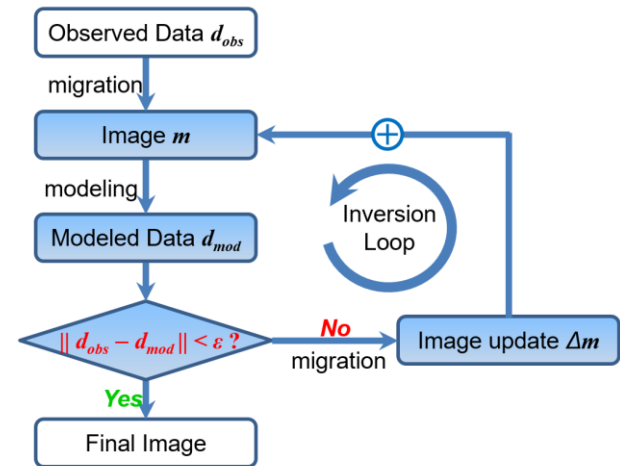 Observed Data d_obs
migration
Image m
modeling
Inversion
Loop
Modeled Data d_mod
|| d_obs – d_mod || < ε ?
No
migration
Image update Δm
Yes
Final Image